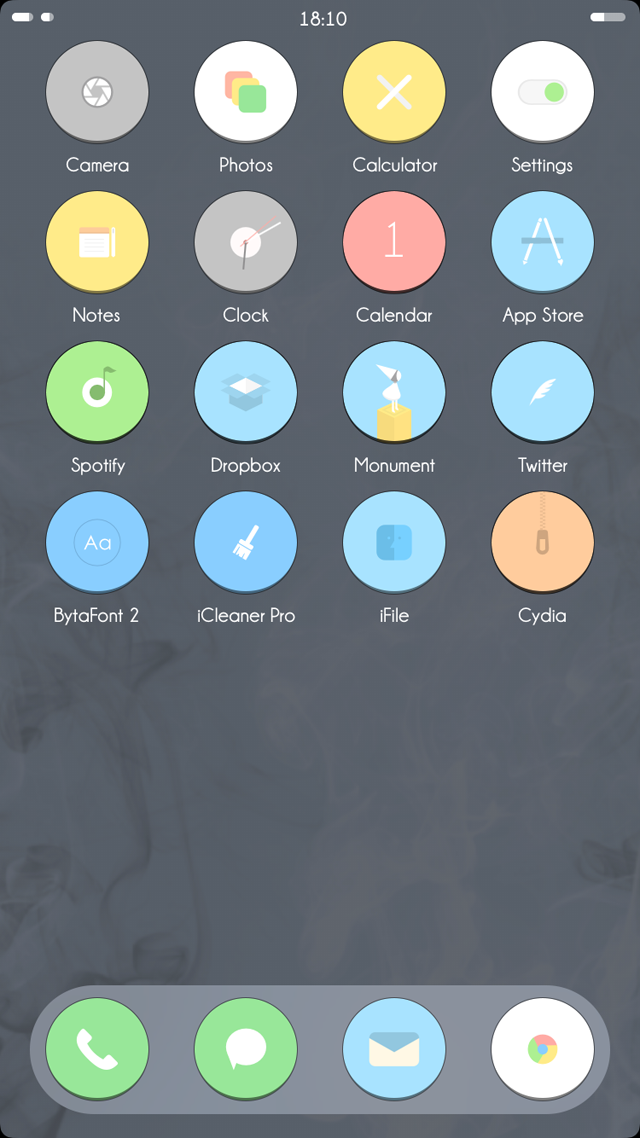 18:10
Camera Photos Calculator Settings
1
Notes Clock Calendar App Store
Spotify Dropbox Monument Twitter
Aa
BytaFont 2 iCleaner Pro iFile Cydia